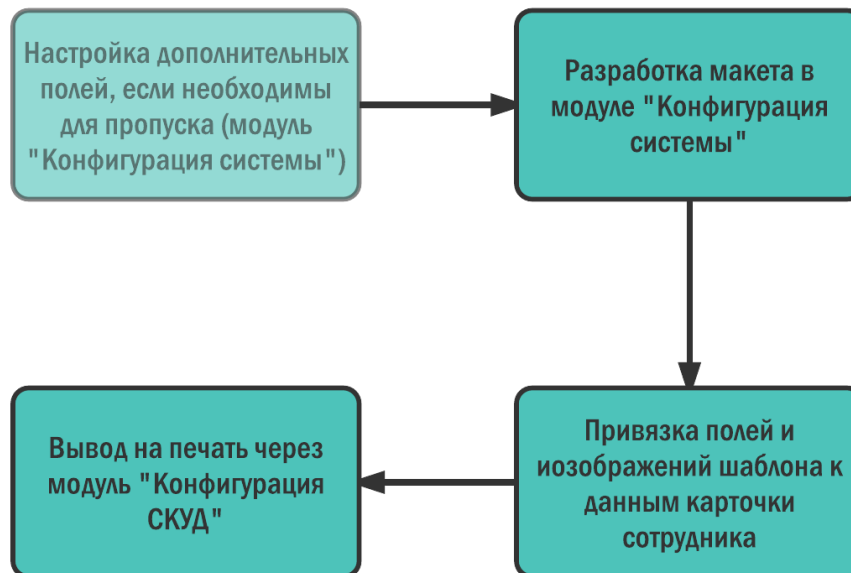 Настройка дополнительных
полей, если необходимы
для пропуска (модуль
"Конфигурация системы")
Разработка макета в
модуле "Конфигурация
системы"
Привязка полей и
иозображений шаблона к
данным карточки
сотрудника
Вывод на печать через
модуль "Конфигурация
СКУД"